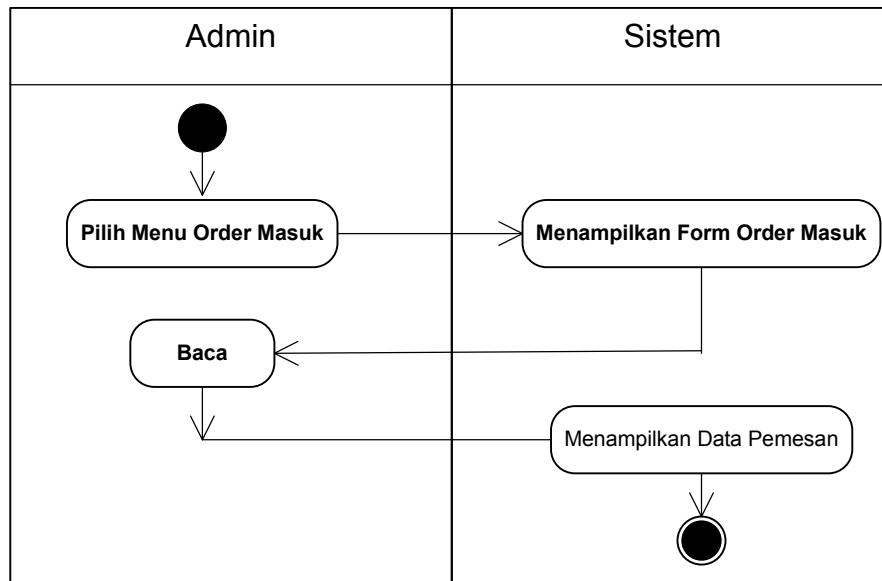 Admin
Sistem
Pilih Menu Order Masuk
Menampilkan Form Order Masuk
Baca
Menampilkan Data Pemesan